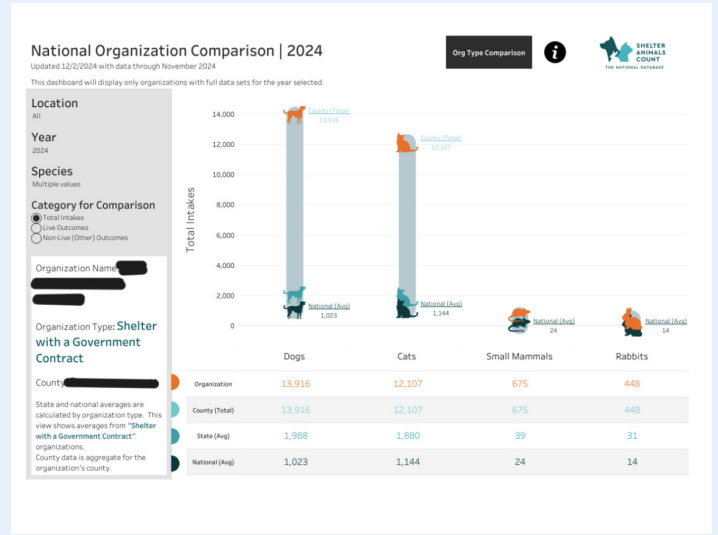 National Organization Comparison | 2024
Updated 12/2/2024 with data through November 2024
This dashboard will display only organizations with full data sets for the year selected.
Org Type Comparison
i
SHELTER
ANIMALS
COUNT
THE NATIONAL DATABASE
Location
All
Year
2024
Species
Multiple values
Category for Comparison
Total Intakes
Live Outcomes
Non-Live (Other) Outcomes
Organization Name
Organization Type: Shelter
with a Government
Contract
County
State and national averages are
calculated by organization type. This
view shows averages from "Shelter
with a Government Contract"
organizations.
County data is aggregate for the
organization's county.
Total Intakes
14,000
12,000
10,000
8,000
6,000
4,000
2,000
0
County (Total)
13,916
National (Avg)
1,023
County (Total)
12,107
National (Avg)
1,144
National (Avg)
24
National (Avg)
14
Dogs Cats Small Mammals Rabbits
Organization 13,916 12,107 675 448
County (Total) 13,916 12,107 675 448
State (Avg) 1,988 1,880 39 31
National (Avg) 1,023 1,144 24 14